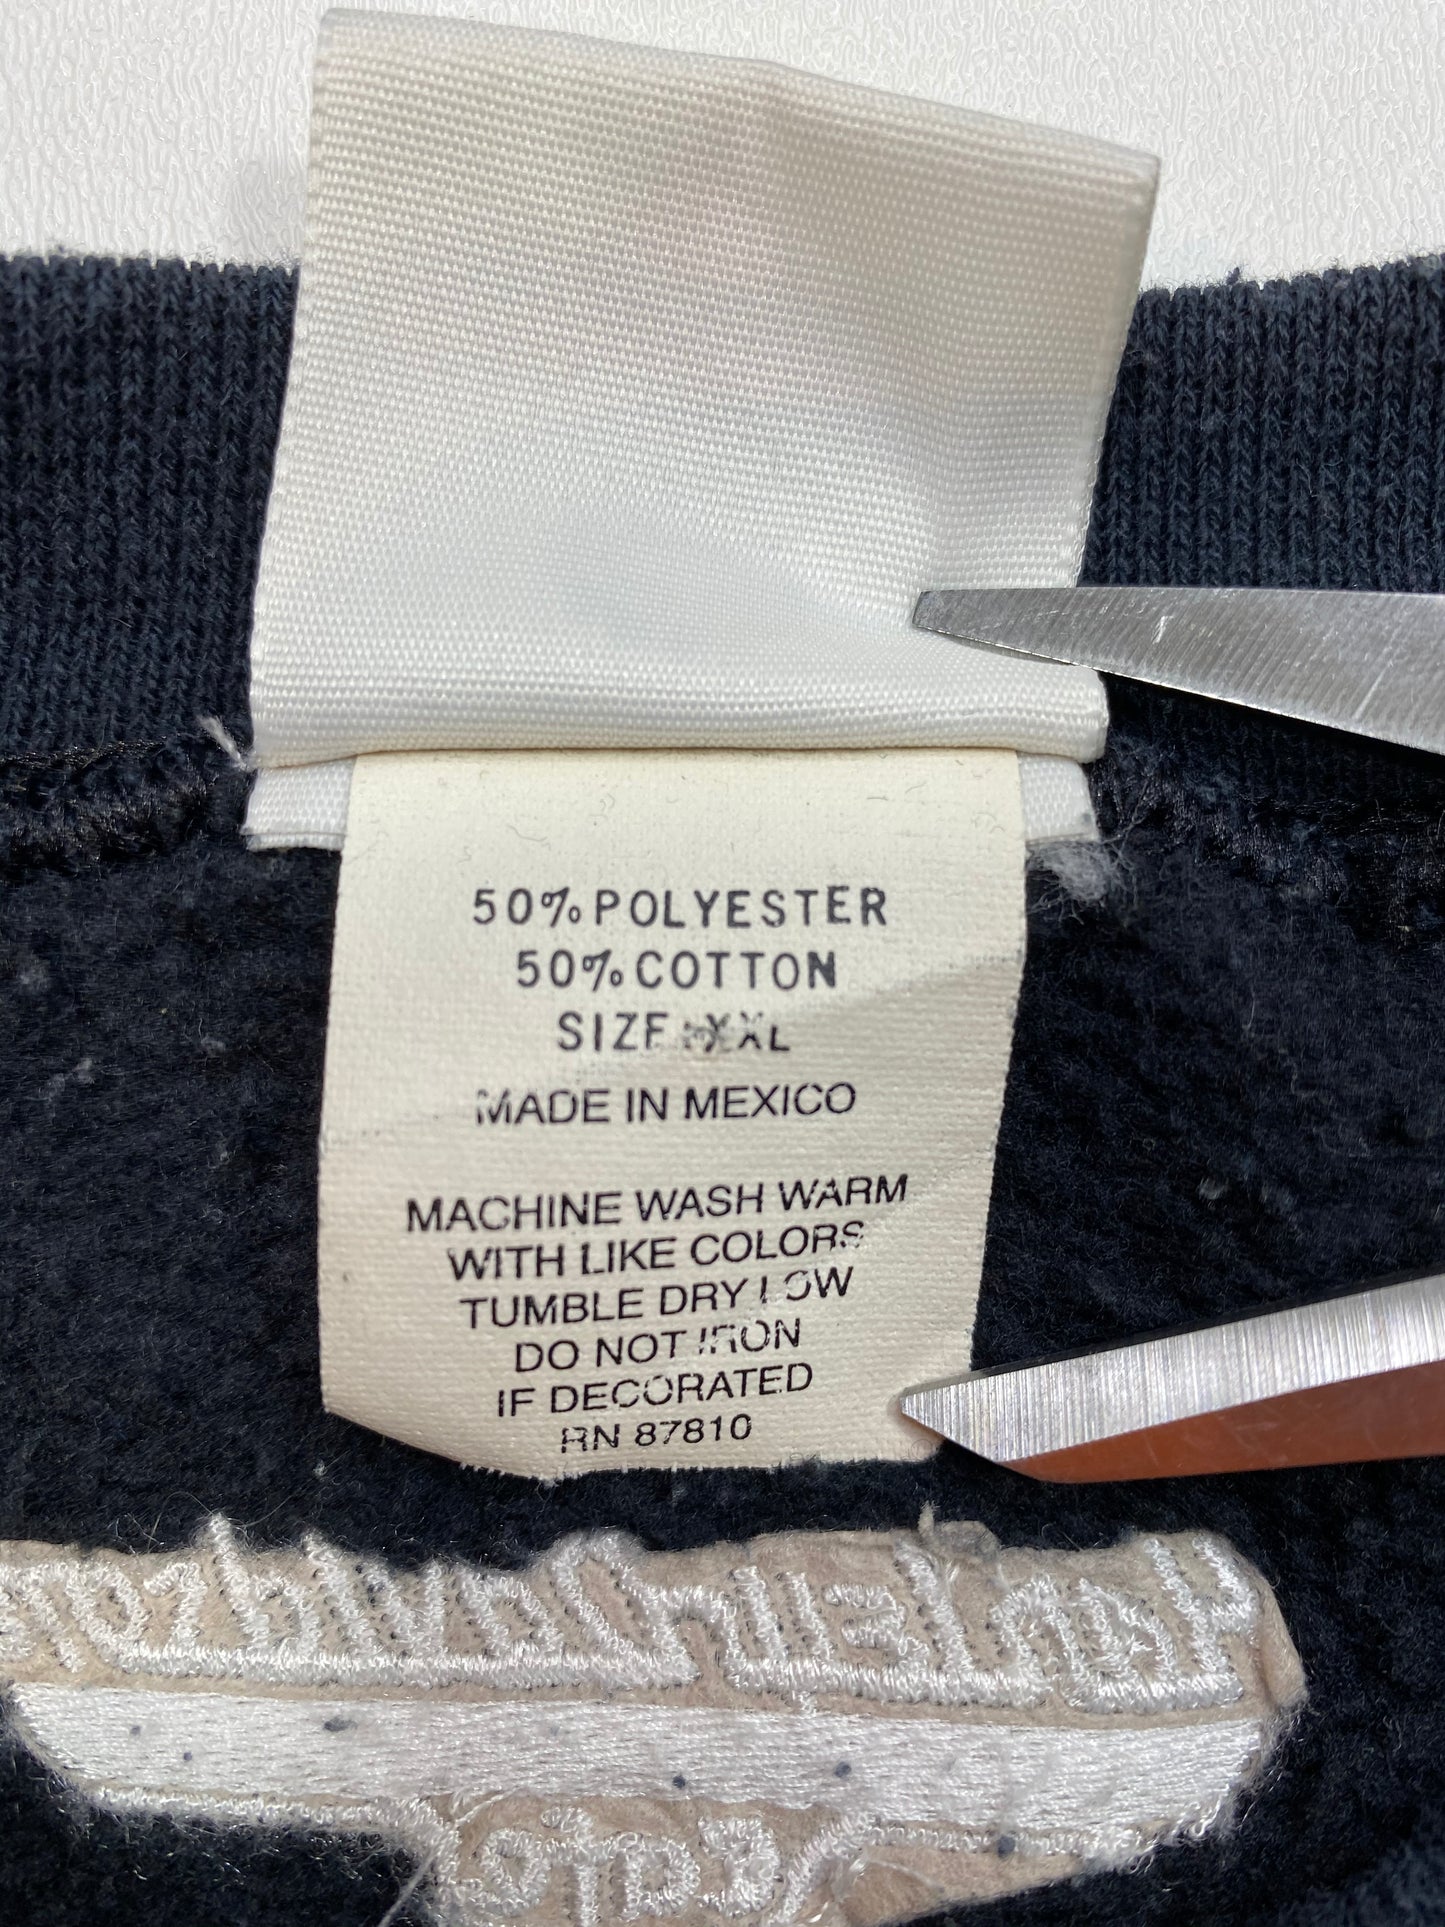 50% POLYESTER
50% COTTON
SIZE: XXL
MADE IN MEXICO
MACHINE WASH WARM
WITH LIKE COLORS
TUMBLE DRY LOW
DO NOT IRON
IF DECORATED
RN 87810